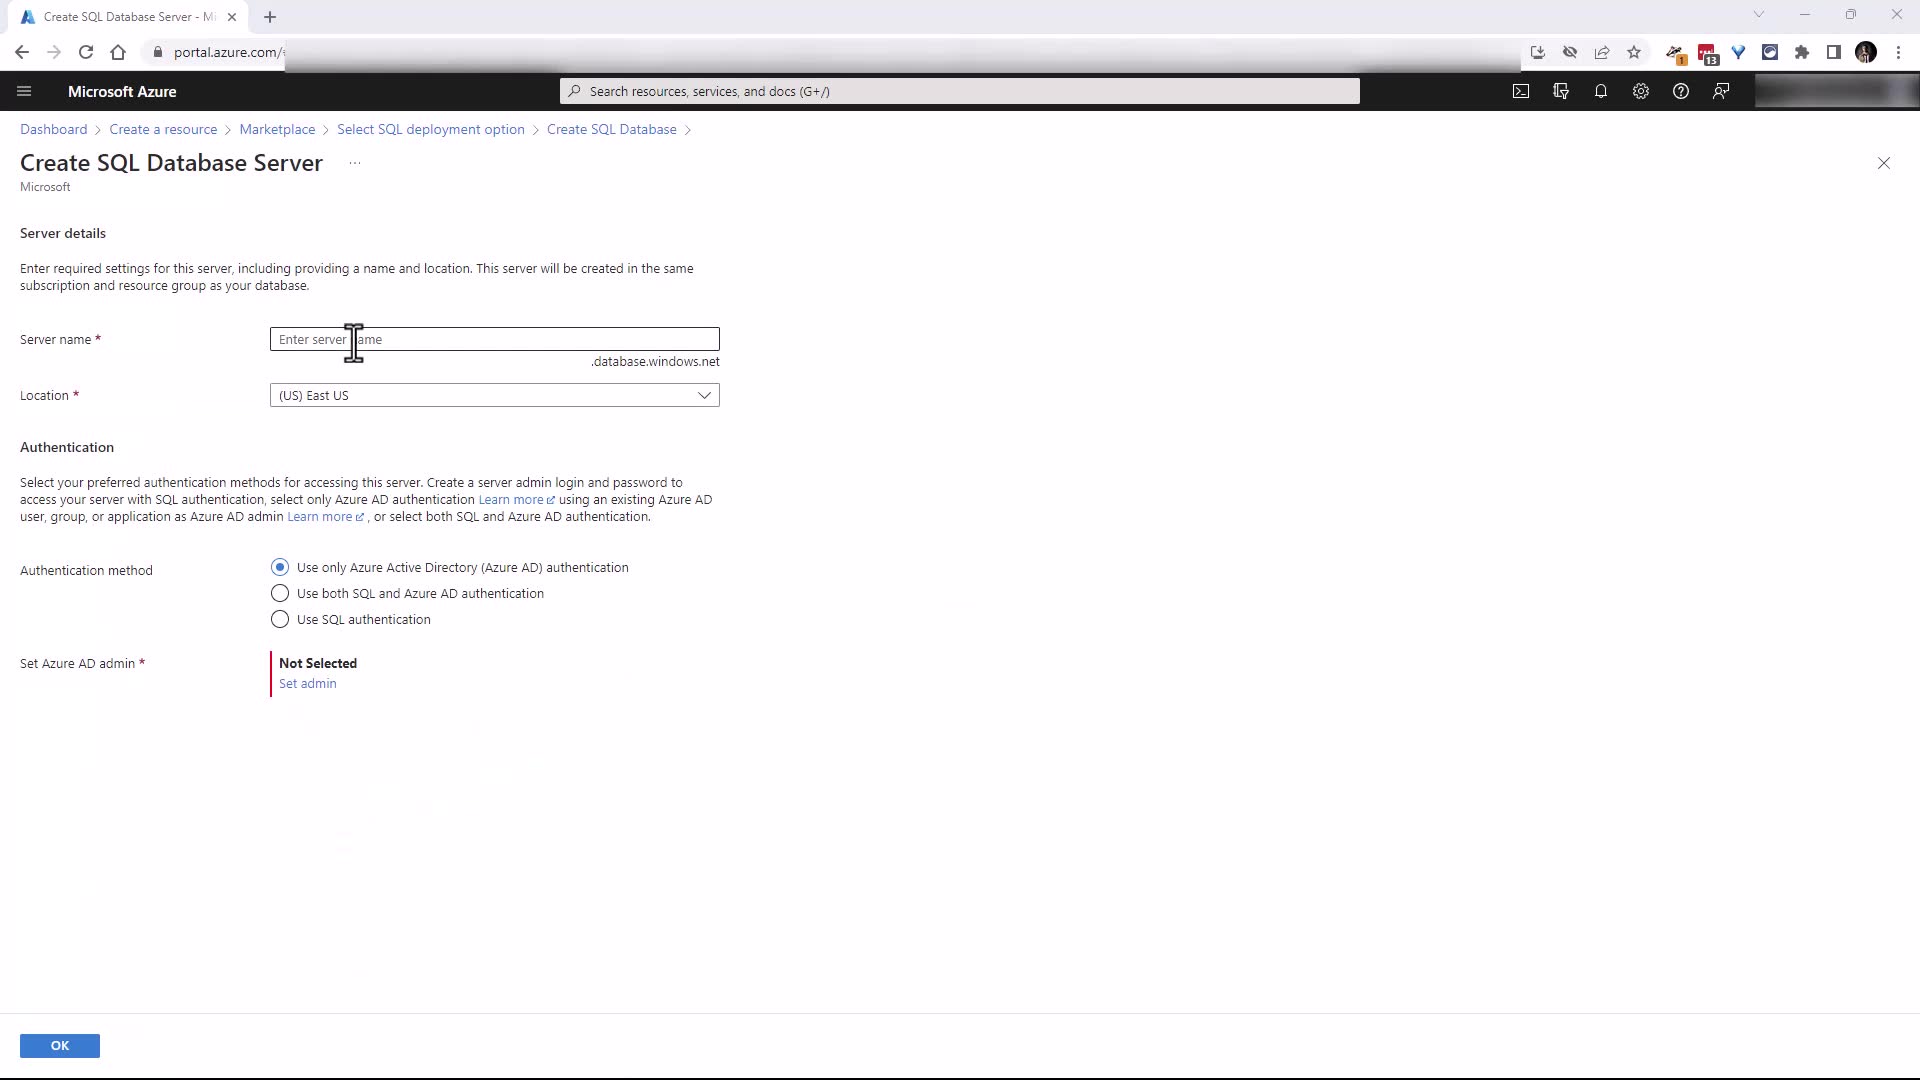 Create SQL Database Server - Mi
portal.azure.com/
1
13
Microsoft Azure
Search resources, services, and docs (G+/)
Dashboard > Create a resource > Marketplace > Select SQL deployment option > Create SQL Database >
Create SQL Database Server ...
Microsoft
Server details
Enter required settings for this server, including providing a name and location. This server will be created in the same
subscription and resource group as your database.
Server name *
Enter server name
.database.windows.net
Location *
(US) East US
Authentication
Select your preferred authentication methods for accessing this server. Create a server admin login and password to
access your server with SQL authentication, select only Azure AD authentication Learn more using an existing Azure AD
user, group, or application as Azure AD admin Learn more , or select both SQL and Azure AD authentication.
Authentication method
Use only Azure Active Directory (Azure AD) authentication
Use both SQL and Azure AD authentication
Use SQL authentication
Set Azure AD admin *
Not Selected
Set admin
OK